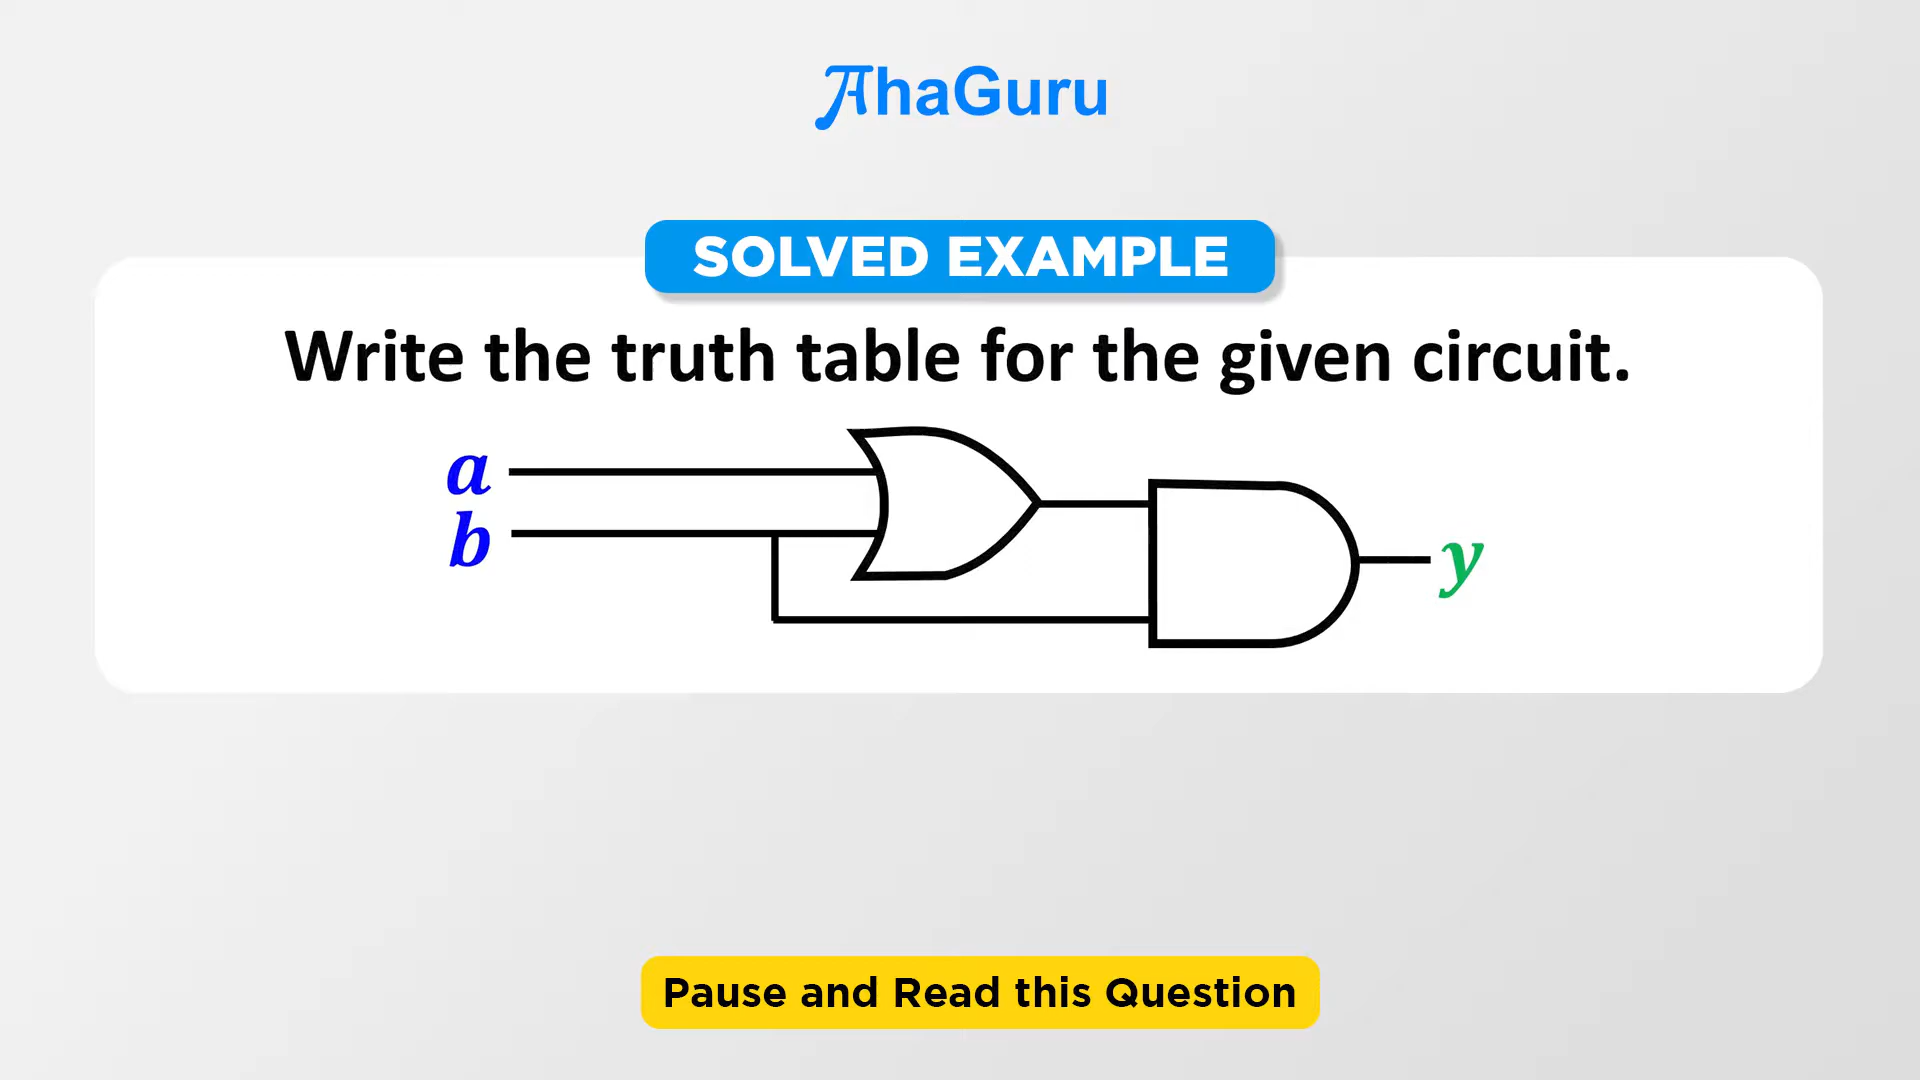 AhaGuru
SOLVED EXAMPLE
Write the truth table for the given circuit.
a
b
y
Pause and Read this Question